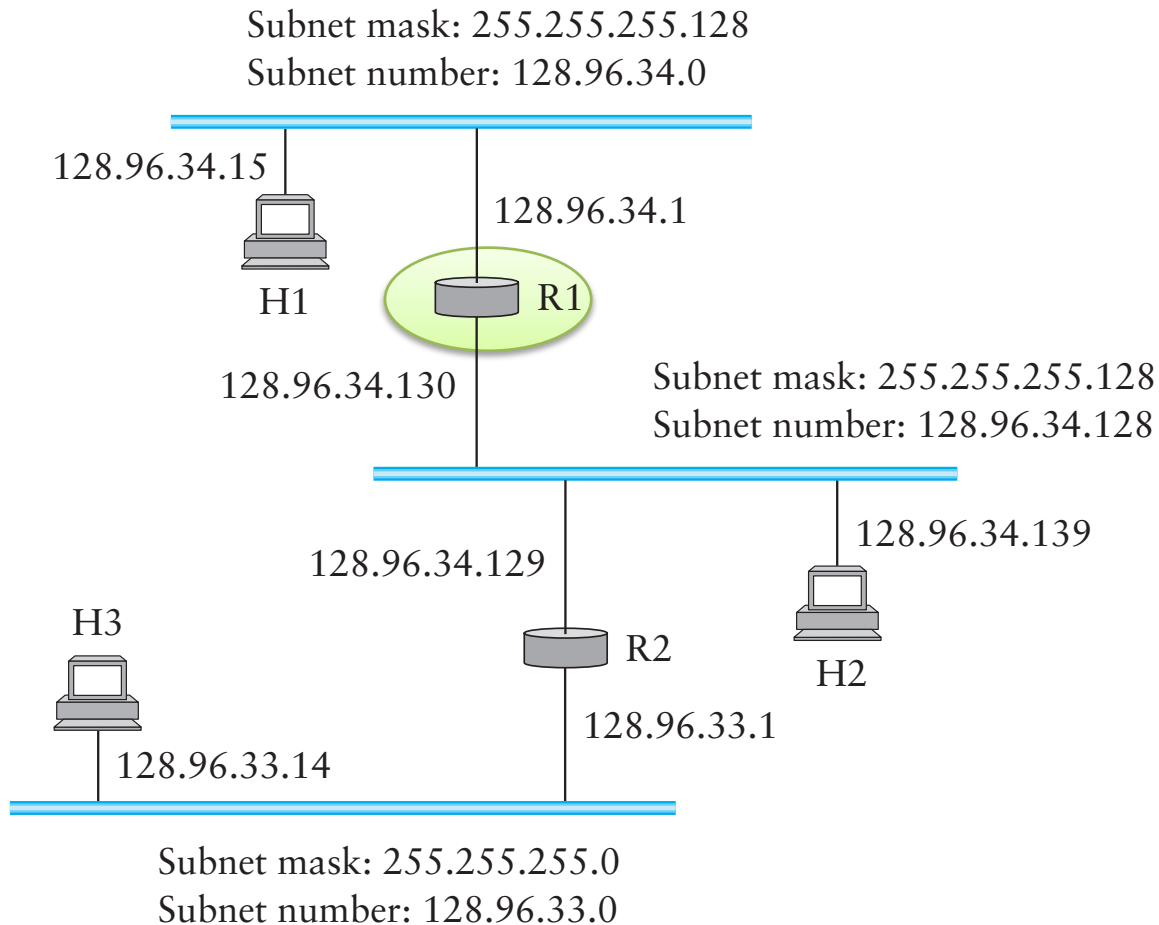 Subnet mask: 255.255.255.128
Subnet number: 128.96.34.0
128.96.34.15
128.96.34.1
H1
R1
128.96.34.130
Subnet mask: 255.255.255.128
Subnet number: 128.96.34.128
128.96.34.129
128.96.34.139
H3
R2
H2
128.96.33.1
128.96.33.14
Subnet mask: 255.255.255.0
Subnet number: 128.96.33.0